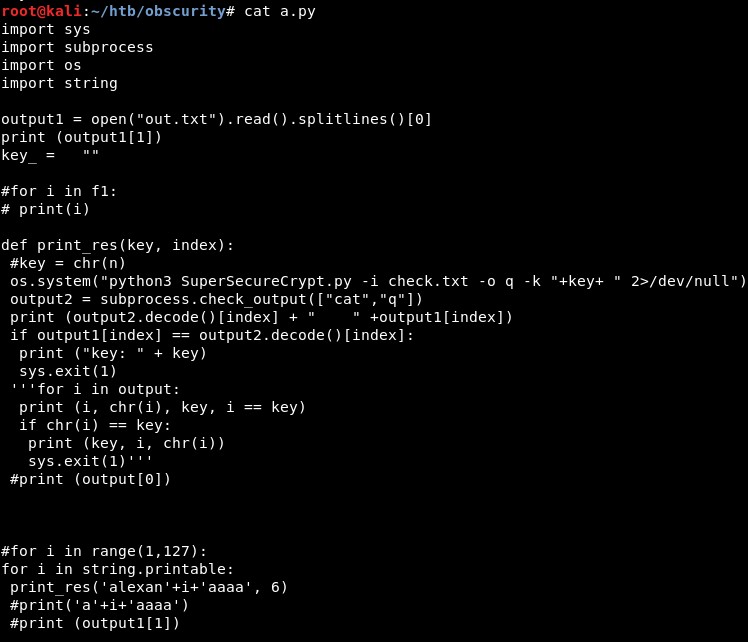 root@kali:~/htb/obscurity# cat a.py
import sys
import subprocess
import os
import string

output1 = open("out.txt").read().splitlines()[0]
print (output1[1])
key_ =   ""

#for i in f1:
# print(i)

def print_res(key, index):
 #key = chr(n)
 os.system("python3 SuperSecureCrypt.py -i check.txt -o q -k "+key+ " 2>/dev/null")
 output2 = subprocess.check_output(["cat","q"])
 print (output2.decode()[index] + "    " +output1[index])
 if output1[index] == output2.decode()[index]:
  print ("key: " + key)
  sys.exit(1)
 '''for i in output:
  print (i, chr(i), key, i == key)
  if chr(i) == key:
   print (key, i, chr(i))
   sys.exit(1)'''
 #print (output[0])



#for i in range(1,127):
for i in string.printable:
 print_res('alexan'+i+'aaaa', 6)
 #print('a'+i+'aaaa')
 #print (output1[1])